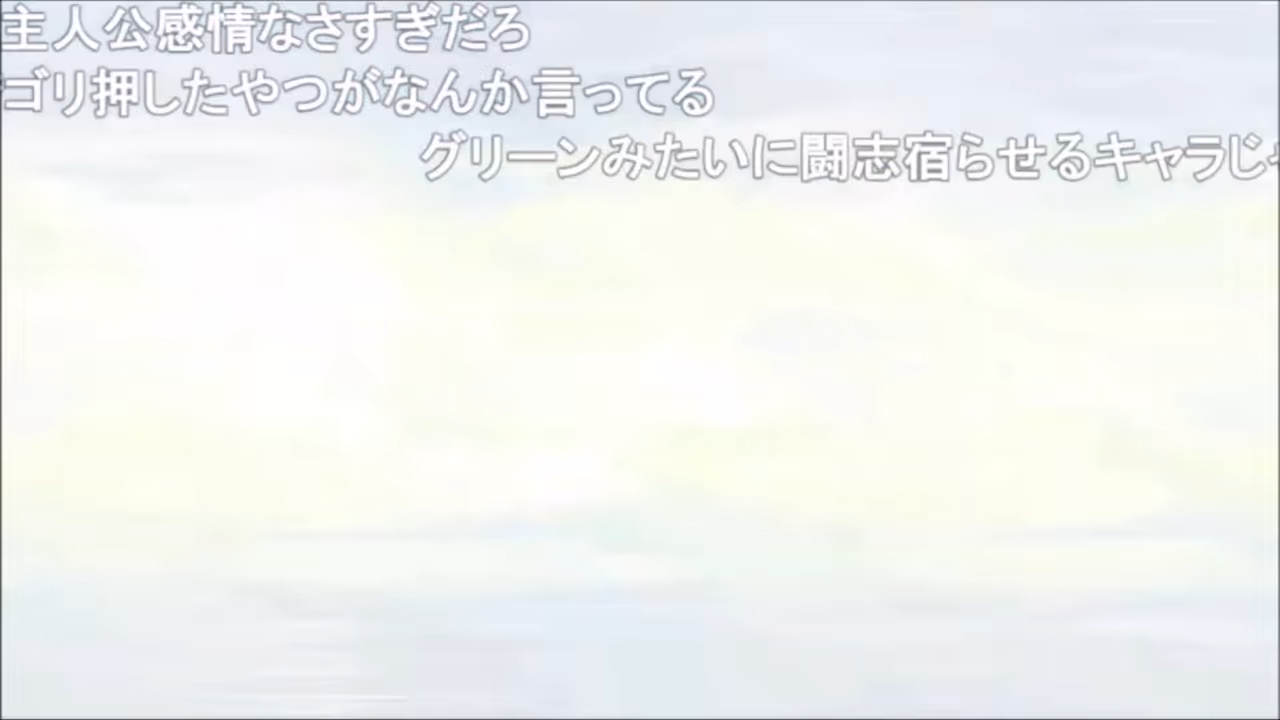 主人公感情なさすぎだろ
ゴリ押したやつがなんか言ってる
グリーンみたいに闘志宿らせるキャラじ